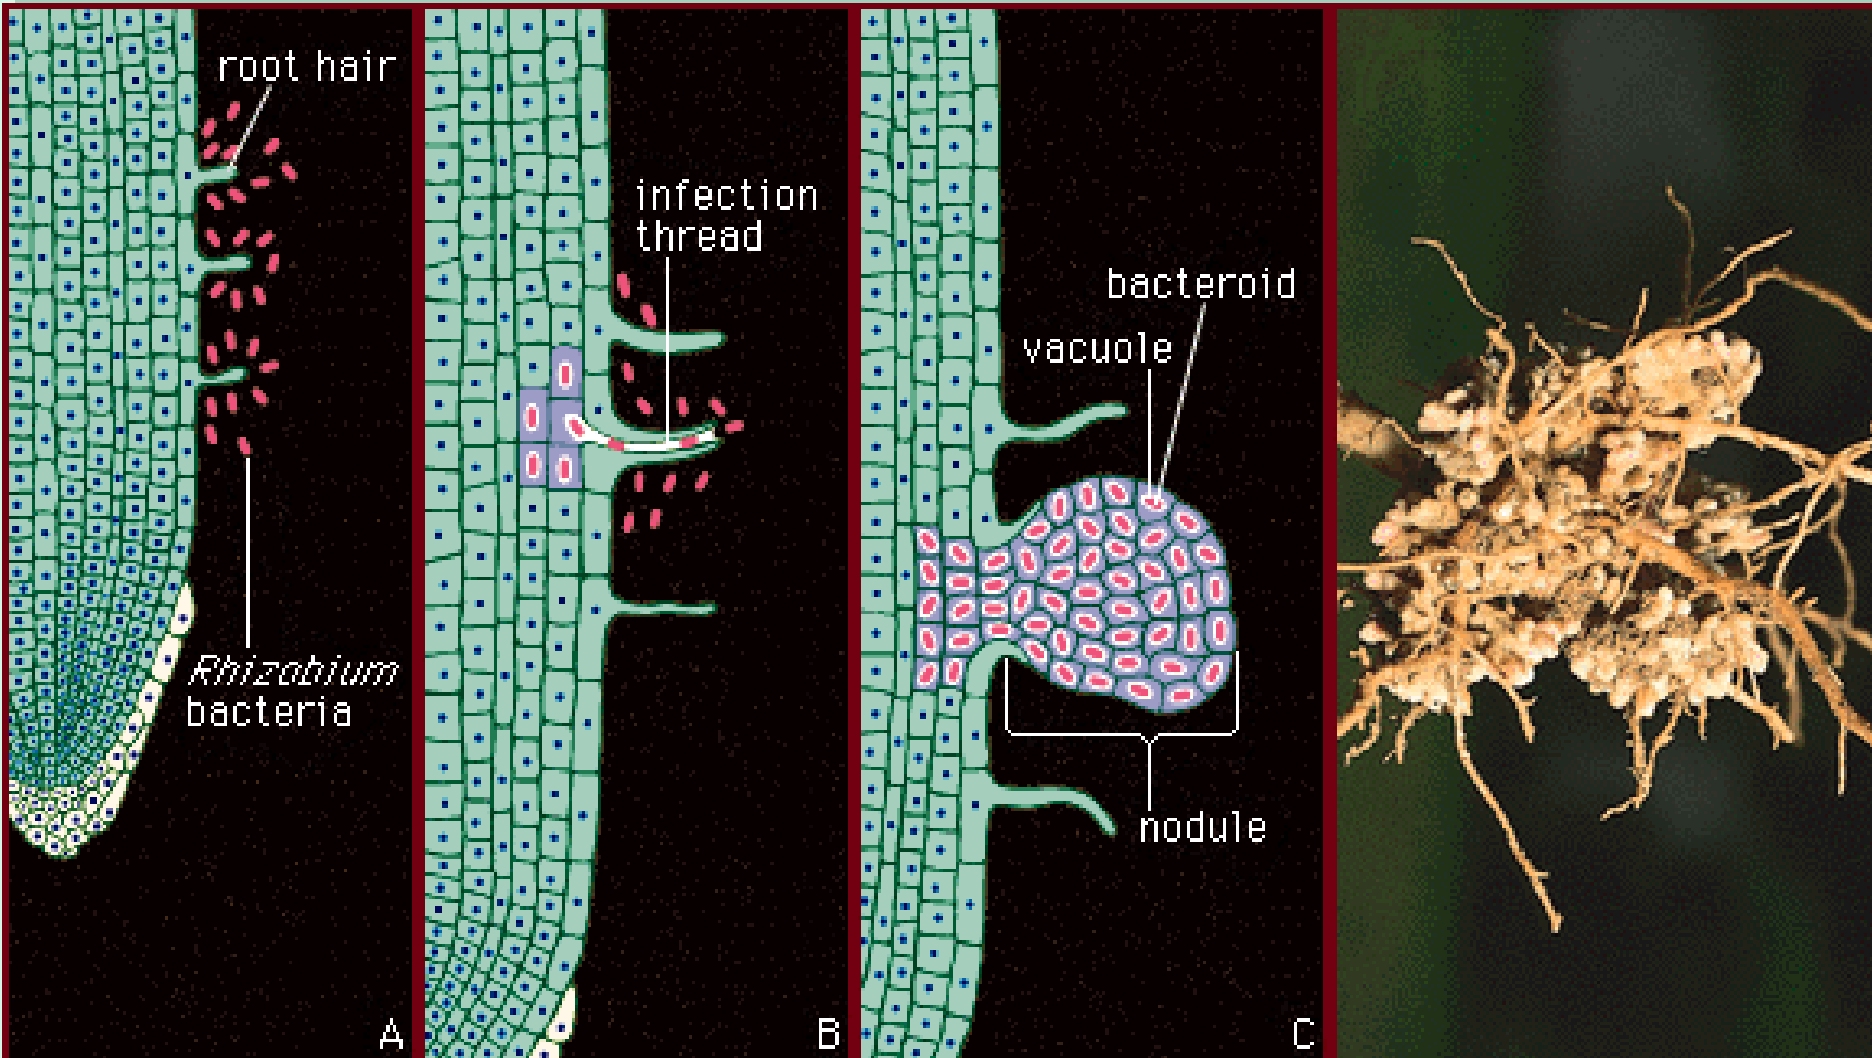 root hair
Rhizobium
bacteria
A
infection
thread
B
bacteroid
vacuole
nodule
C